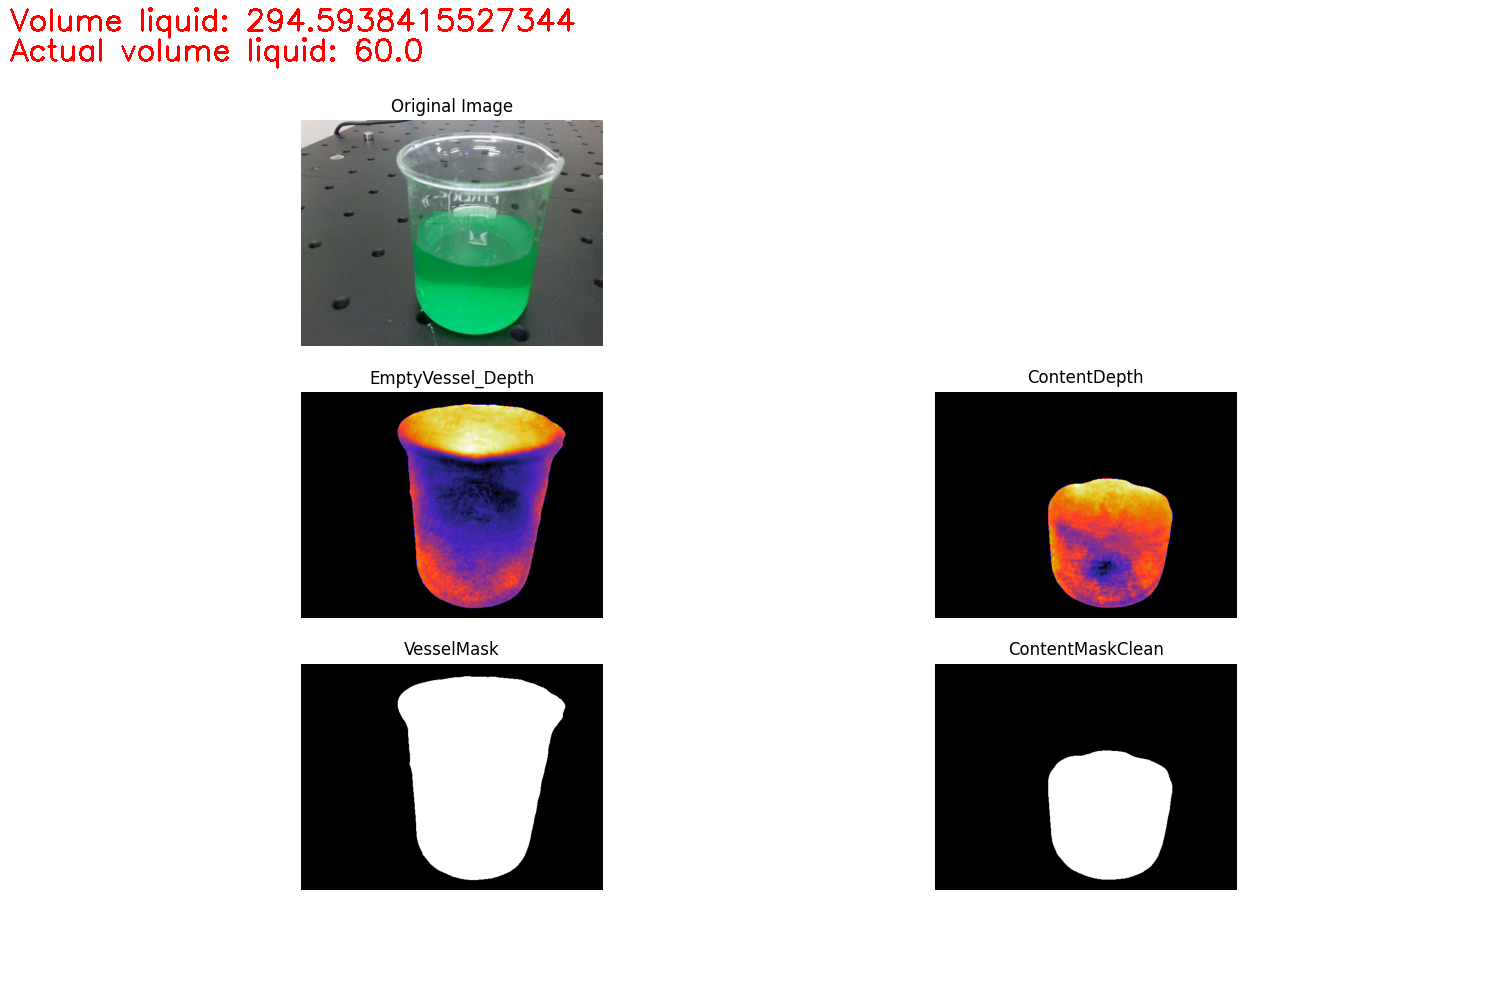 Volume liquid: 294.5938415527344
Actual volume liquid: 60.0
Original Image
EmptyVessel_Depth
ContentDepth
VesselMask
ContentMaskClean